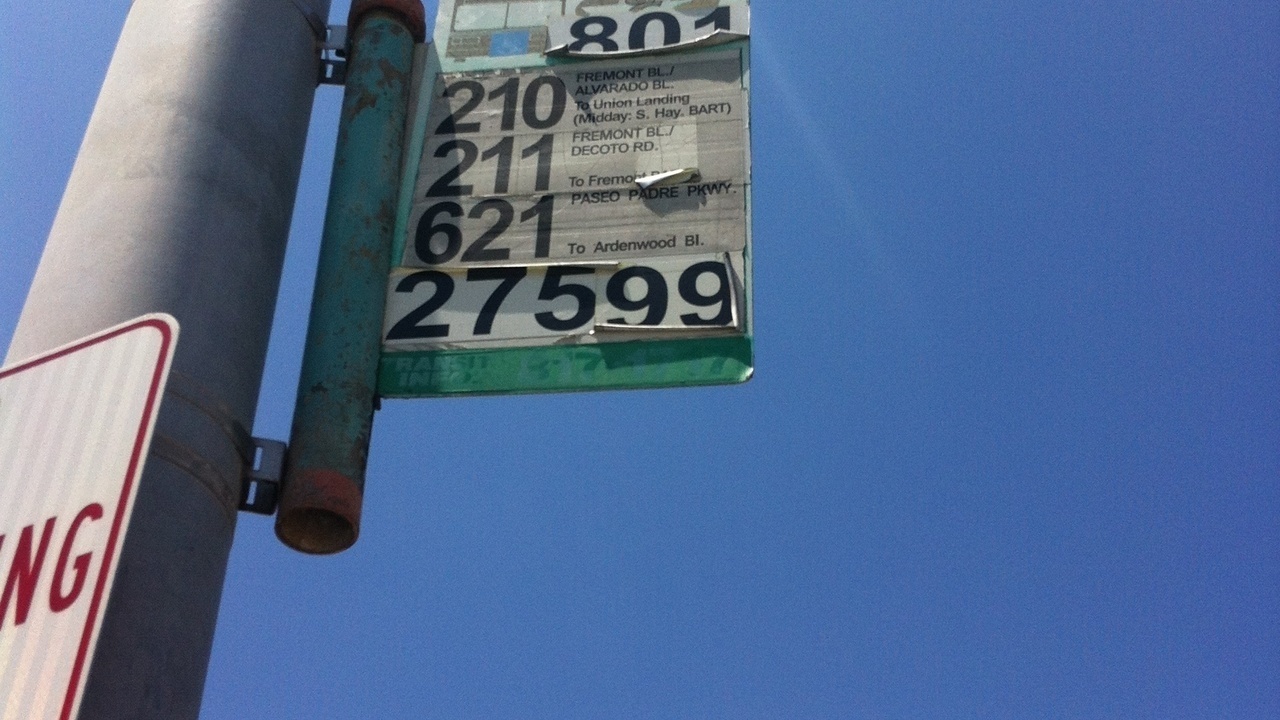 801
210 FREMONT BL./
ALVARADO BL.
To Union Landing
(Midday: S. Hay. BART)
211 FREMONT BL./
DECOTO RD.
To Fremont
621 PASEO PADRE PKWY.
To Ardenwood Bl.
27599
NG